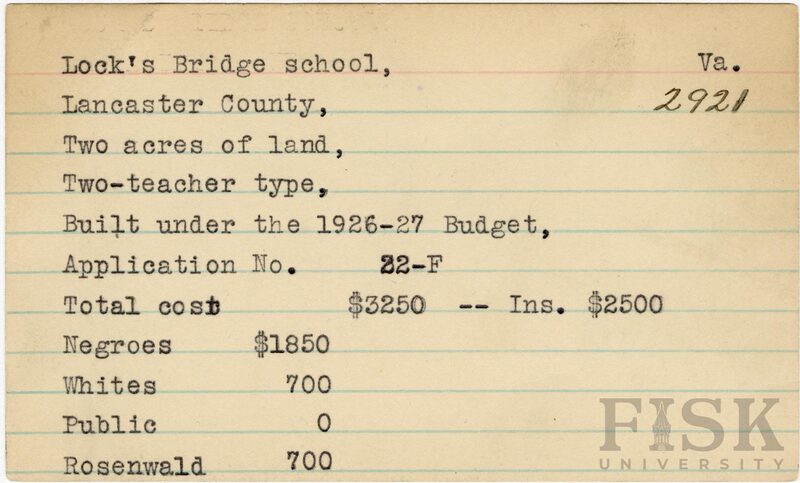 Lock's Bridge school, Va.
Lancaster County, 2921
Two acres of land,
Two-teacher type,
Built under the 1926-27 Budget,
Application No. 22-F
Total cost $3250 -- Ins. $2500
Negroes $1850
Whites 700
Public 0
Rosenwald 700
FISK
UNIVERSITY